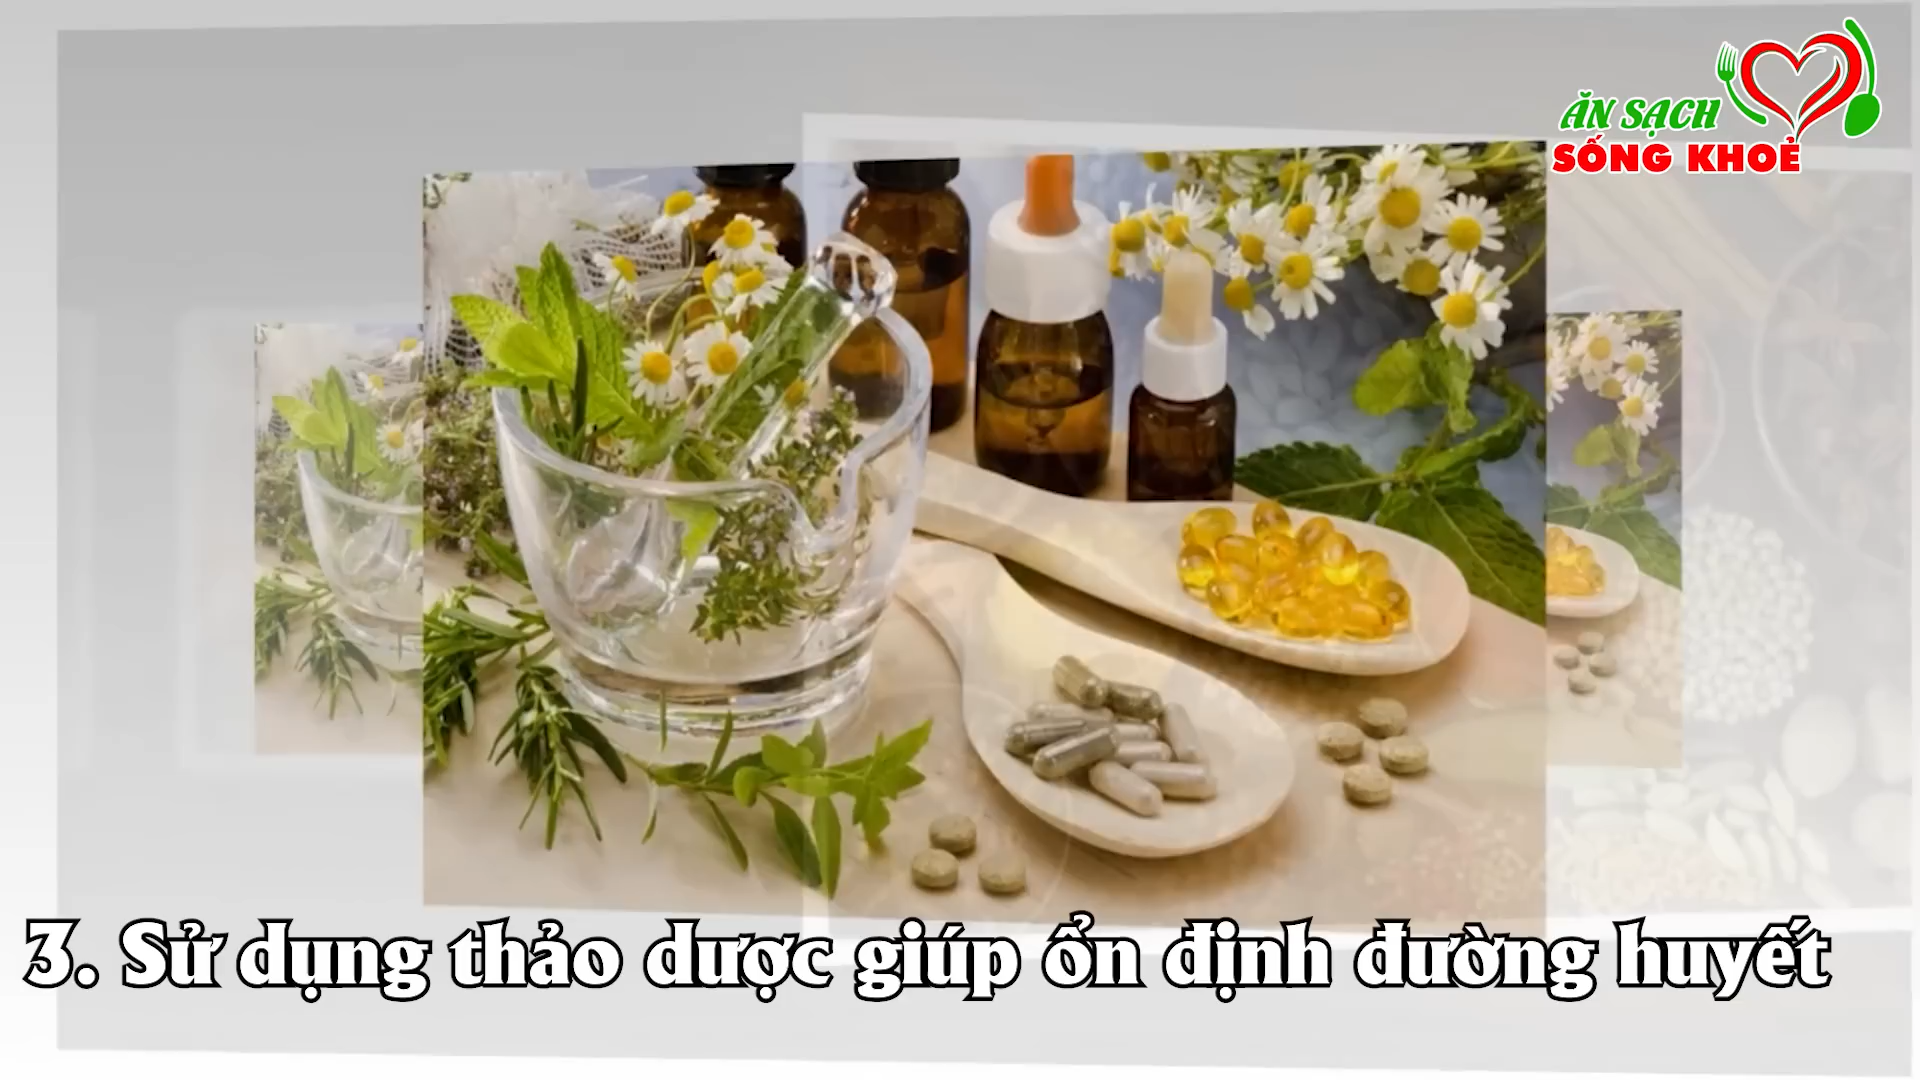 ĂN SẠCH
SỐNG KHOẺ
3. Sử dụng thảo dược giúp ổn định đường huyết